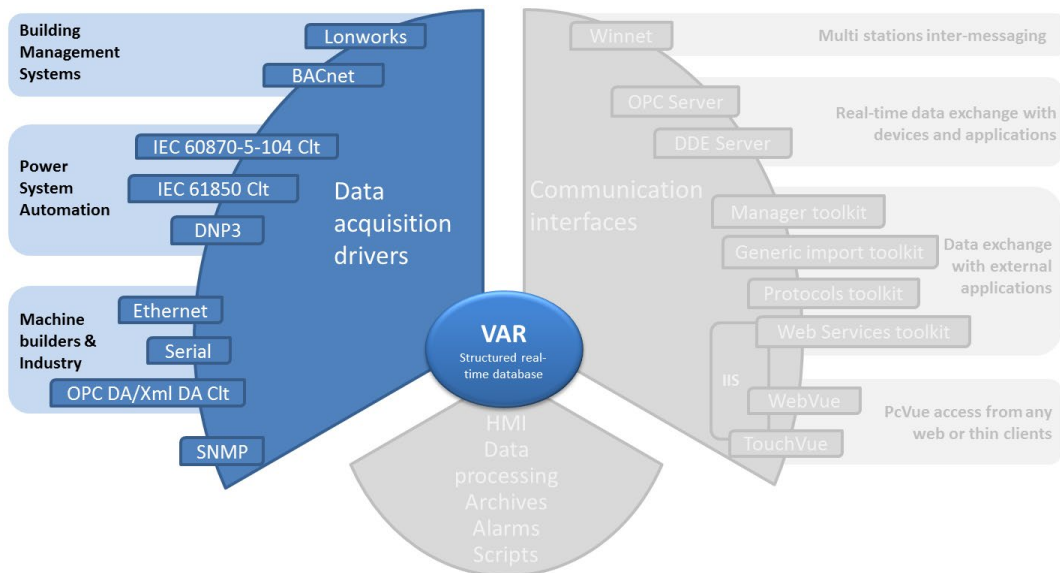 Building
Management
Systems
Lonworks
BACnet
Power
System
Automation
IEC 60870-5-104 Clt
IEC 61850 Clt
DNP3
Machine
builders &
Industry
Ethernet
Serial
OPC DA/Xml DA Clt
SNMP
Data
acquisition
drivers
VAR
Structured real-
time database
HMI
Data
processing
Archives
Alarms
Scripts
Communication
interfaces
Winnet
Multi stations inter-messaging
OPC Server
DDE Server
Real-time data exchange with
devices and applications
Manager toolkit
Generic import toolkit
Protocols toolkit
Web Services toolkit
Data exchange
with external
applications
IIS
WebVue
TouchVue
PcVue access from any
web or thin clients